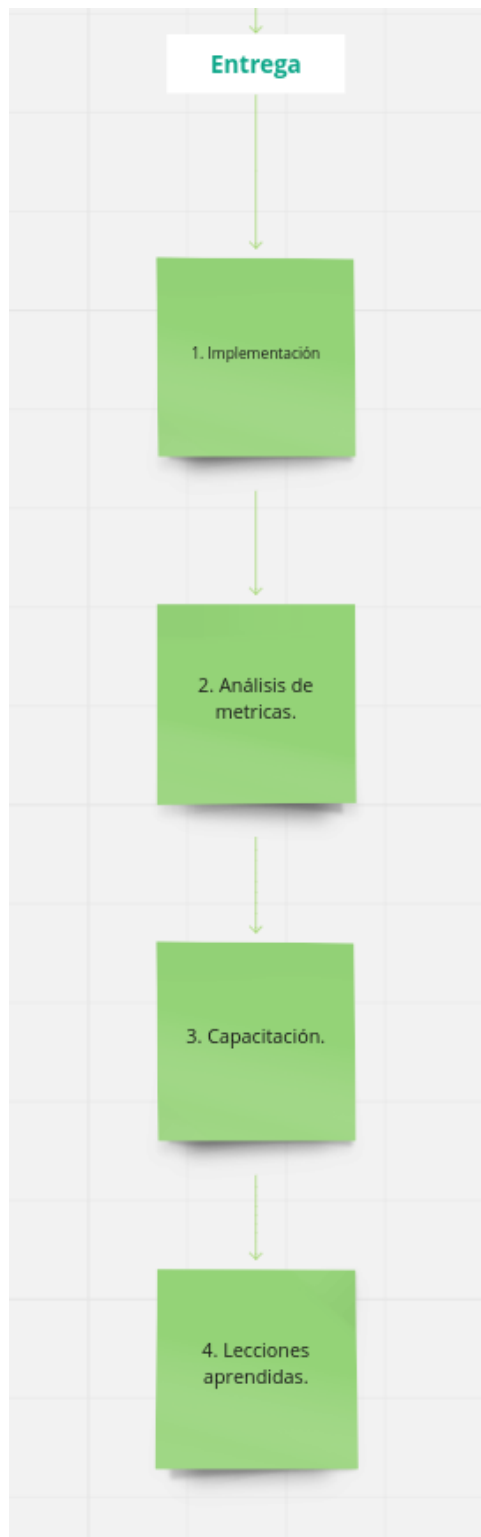 Entrega
1. Implementación
2. Análisis de
metricas.
3. Capacitación.
4. Lecciones
aprendidas.